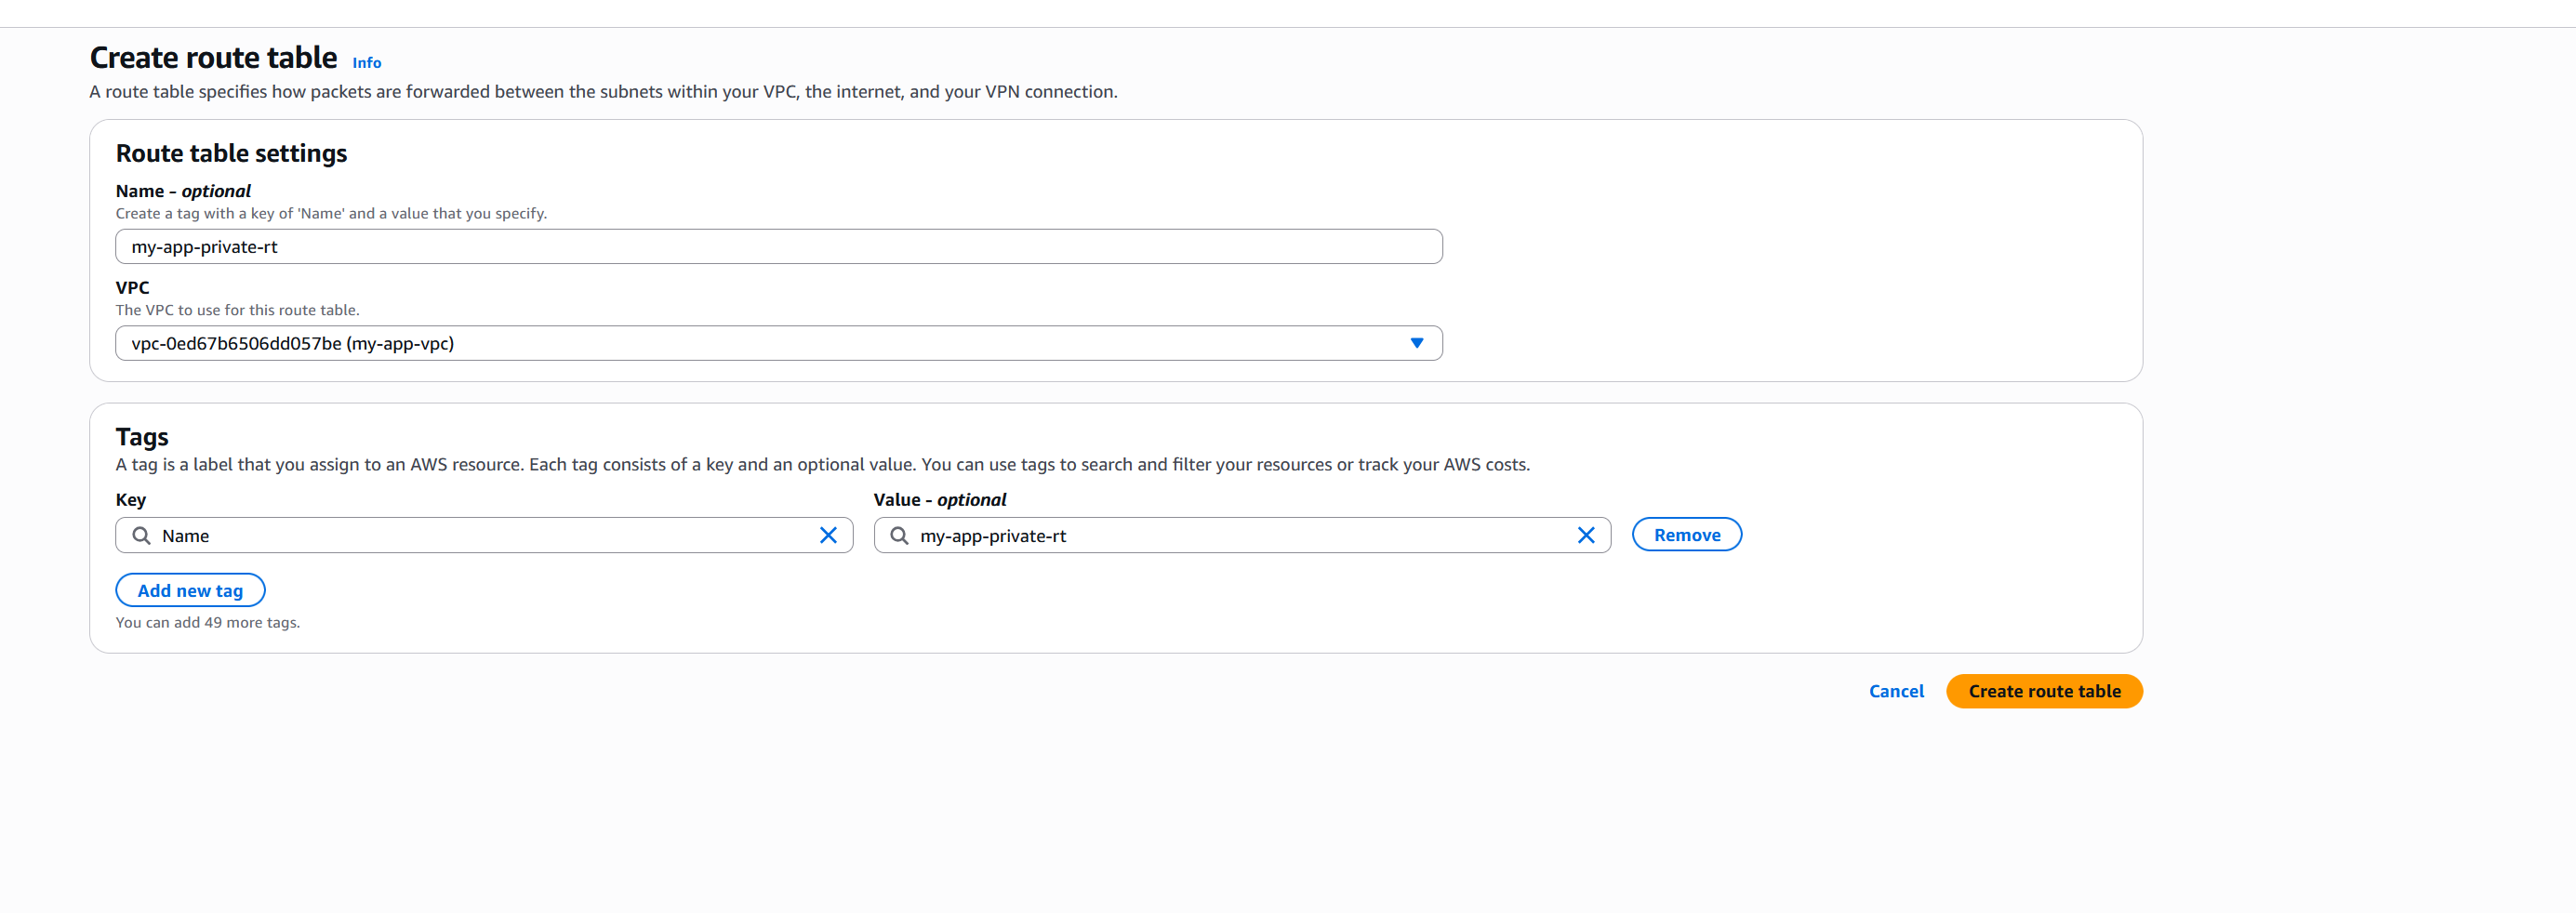 Create route table Info
A route table specifies how packets are forwarded between the subnets within your VPC, the internet, and your VPN connection.
Route table settings
Name - optional
Create a tag with a key of 'Name' and a value that you specify.
my-app-private-rt
VPC
The VPC to use for this route table.
vpc-0ed67b6506dd057be (my-app-vpc)
Tags
A tag is a label that you assign to an AWS resource. Each tag consists of a key and an optional value. You can use tags to search and filter your resources or track your AWS costs.
Key Value - optional
Name my-app-private-rt Remove
Add new tag
You can add 49 more tags.
Cancel Create route table